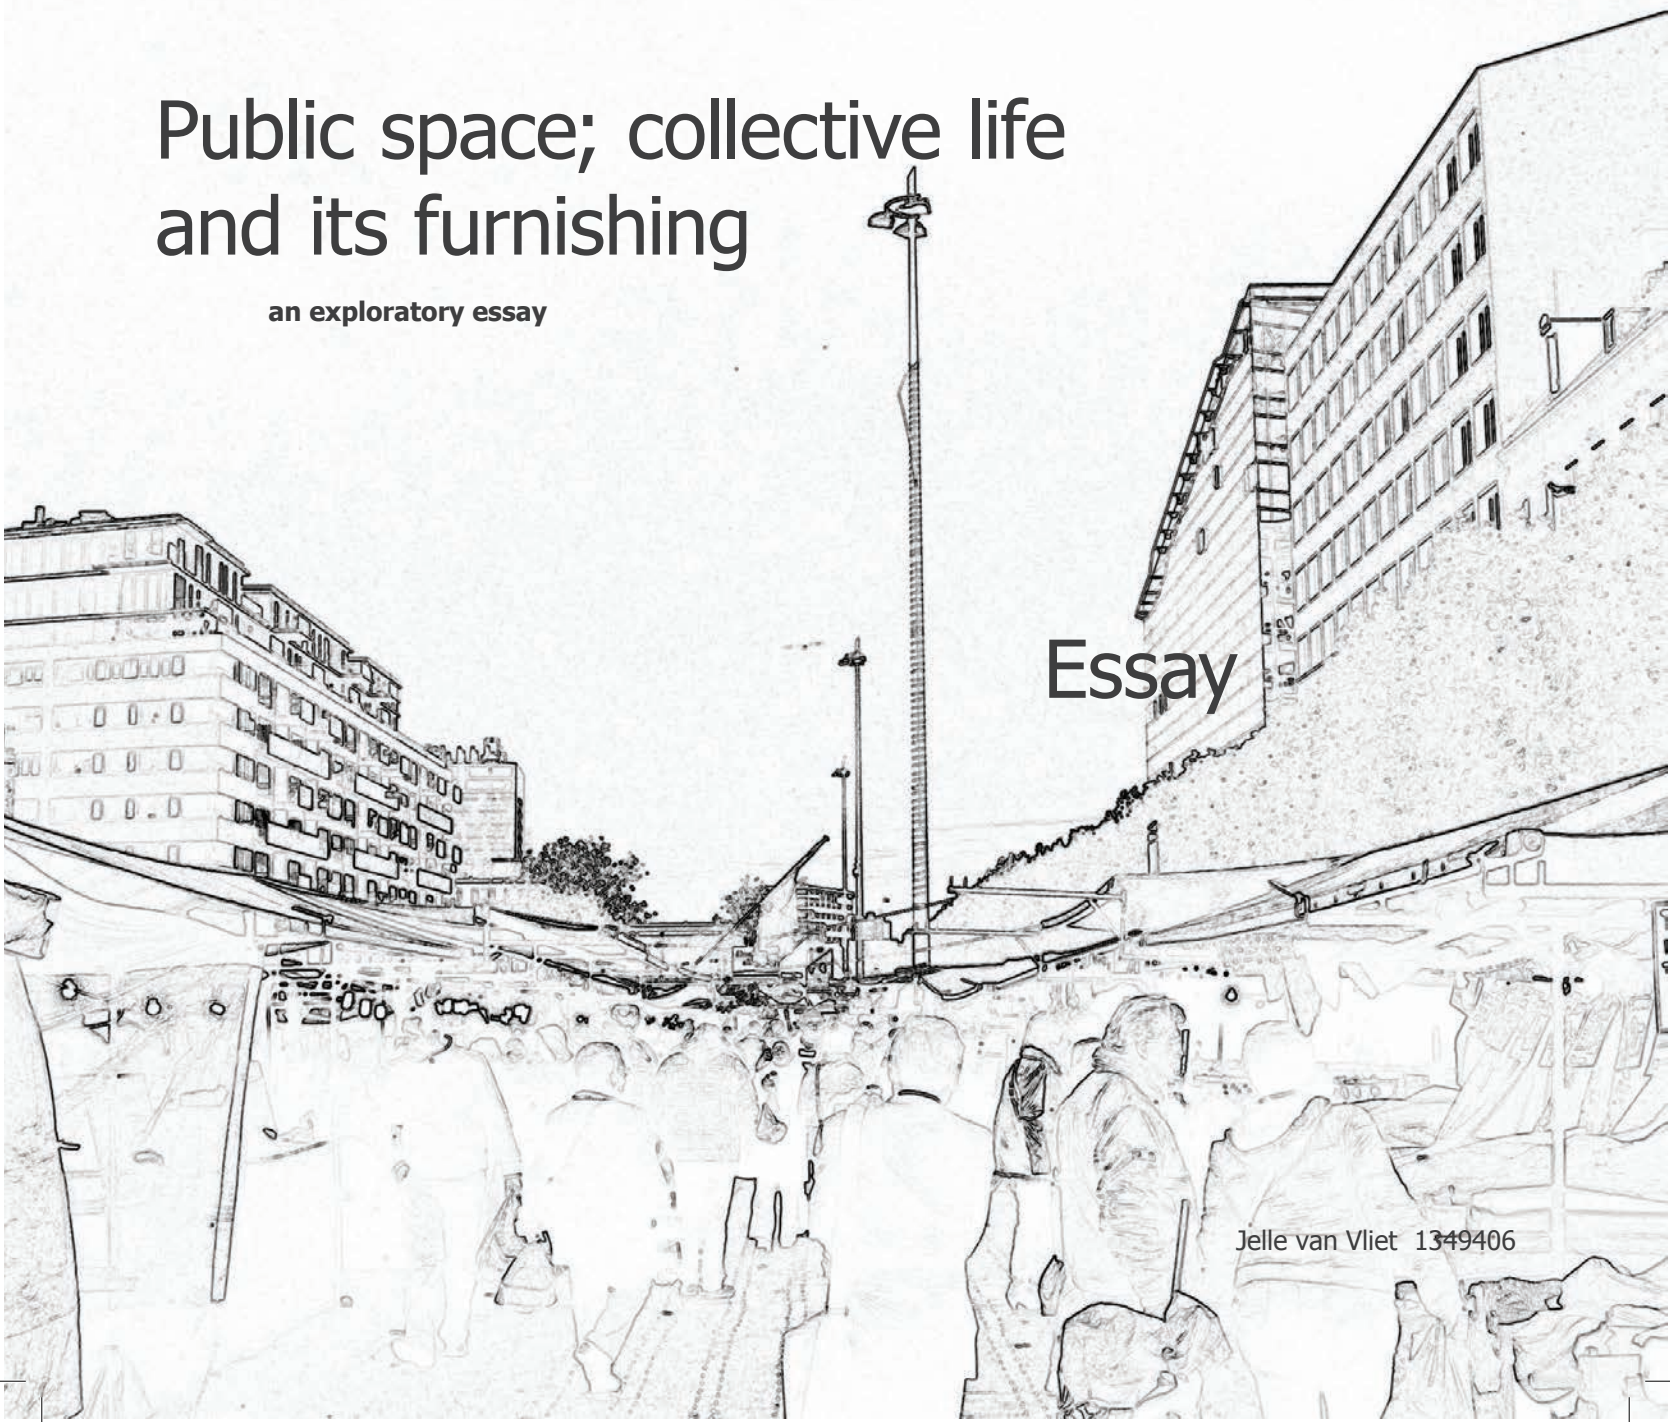 Public space; collective life
and its furnishing
an exploratory essay
Essay
Jelle van Vliet 1349406